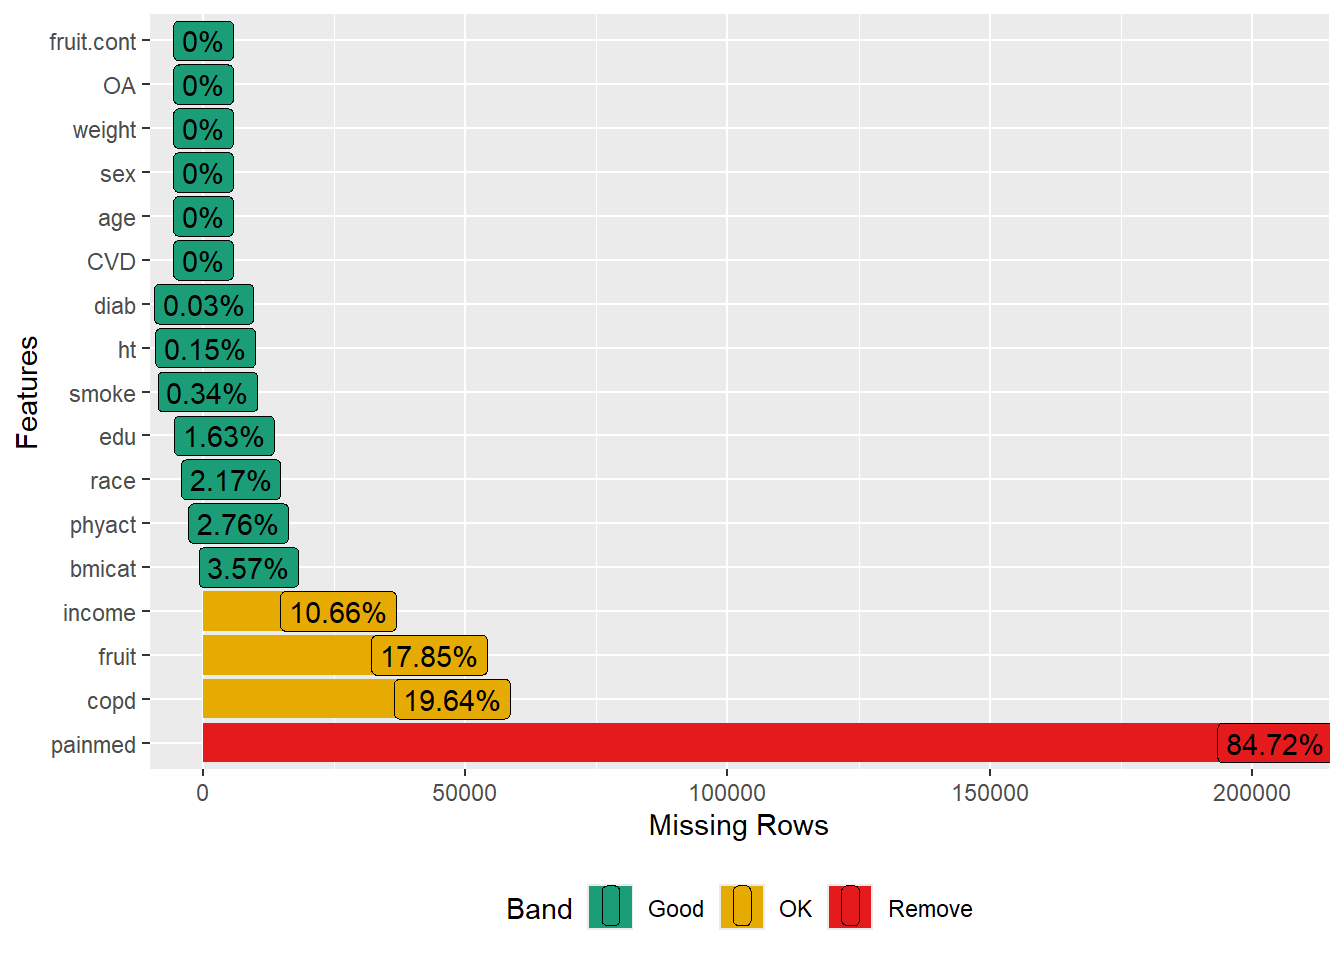 fruit.cont 0%
OA 0%
weight 0%
sex 0%
age 0%
CVD 0%
diab 0.03%
ht 0.15%
smoke 0.34%
edu 1.63%
race 2.17%
phyact 2.76%
bmicat 3.57%
income 10.66%
fruit 17.85%
copd 19.64%
painmed 84.72%
Features
0 50000 100000 150000 200000
Missing Rows
Band Good OK Remove